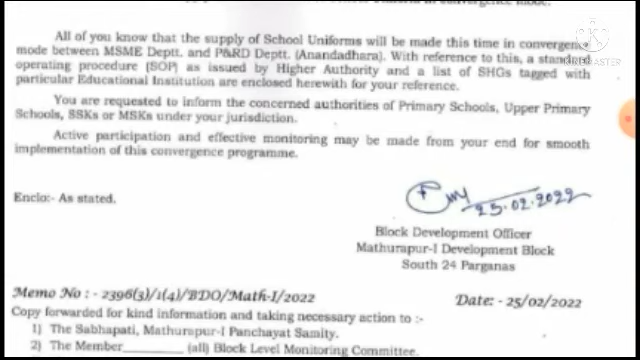 All of you know that the supply of School Uniforms will be made this time in convergence
mode between MSME Deptt. and P&RD Deptt. (Anandadhara). With reference to this, a standard
operating procedure (SOP) as issued by Higher Authority and a list of SHGs tagged with
particular Educational Institution are enclosed herewith for your reference.
You are requested to inform the concerned authorities of Primary Schools, Upper Primary
Schools, SSKs or MSKs under your jurisdiction.
Active participation and effective monitoring may be made from your end for smooth
implementation of this convergence programme.
Enclo:- As stated.
25.02.2022
Block Development Officer
Mathurapur-I Development Block
South 24 Parganas
Memo No : - 2396(3)/1(4)/BDO/Math-I/2022
Date: - 25/02/2022
Copy forwarded for kind information and taking necessary action to :-
1) The Sabhapati, Mathurapur-I Panchayat Samity.
2) The Member__________ (all) Block Level Monitoring Committee.